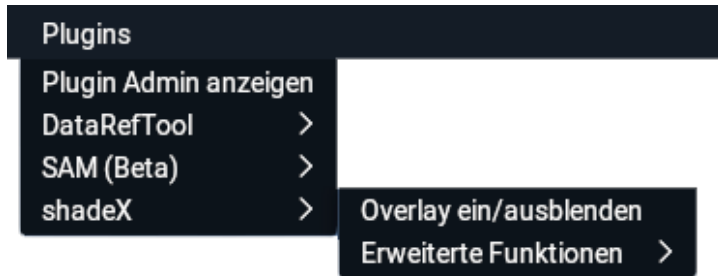 Plugins
Plugin Admin anzeigen
DataRefTool
SAM (Beta)
shadeX
Overlay ein/ausblenden
Erweiterte Funktionen